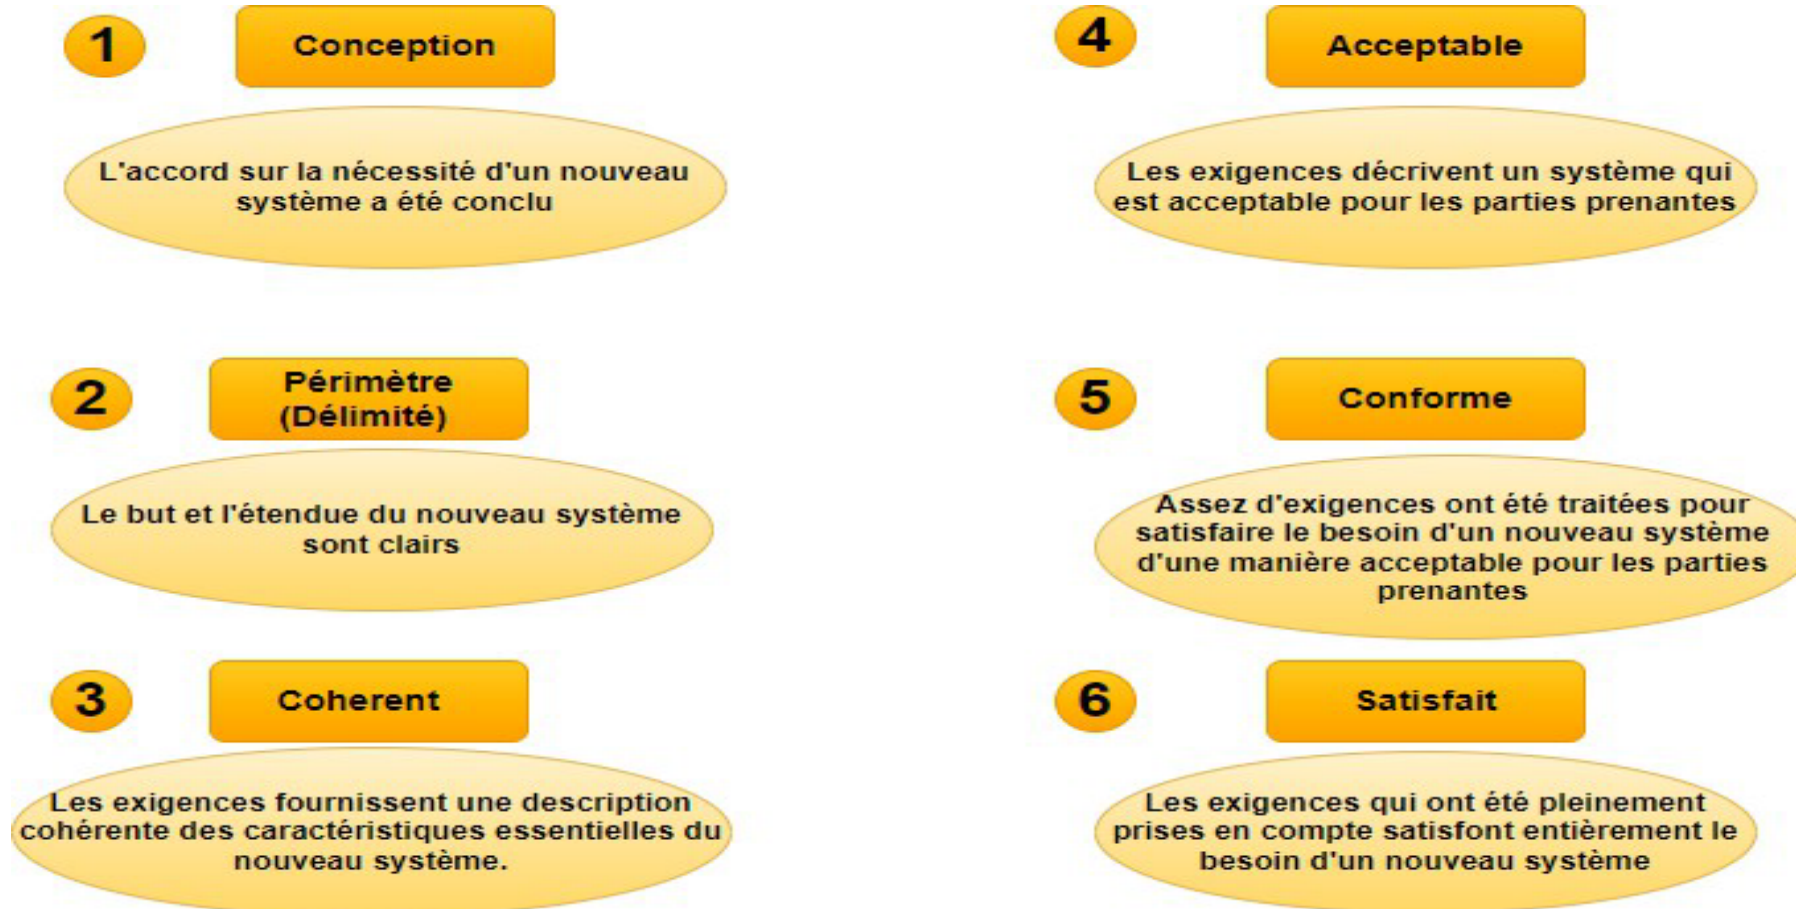 1
Conception
L'accord sur la nécessité d'un nouveau
système a été conclu
2
Périmètre
(Délimité)
Le but et l'étendue du nouveau système
sont clairs
3
Coherent
Les exigences fournissent une description
cohérente des caractéristiques essentielles du
nouveau système.
4
Acceptable
Les exigences décrivent un système qui
est acceptable pour les parties prenantes
5
Conforme
Assez d'exigences ont été traitées pour
satisfaire le besoin d'un nouveau système
d'une manière acceptable pour les parties
prenantes
6
Satisfait
Les exigences qui ont été pleinement
prises en compte satisfont entièrement le
besoin d'un nouveau système